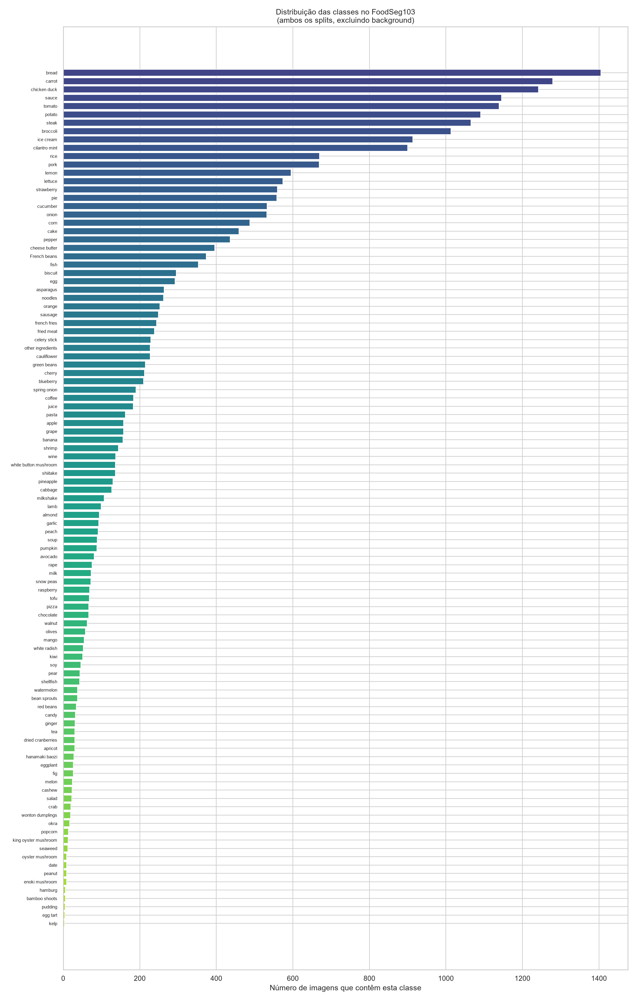 Distribuição das classes no FoodSeg103
(ambos os splits, excluindo background)
bread
carrot
chicken duck
sauce
tomato
potato
steak
broccoli
ice cream
cilantro mint
rice
pork
lemon
lettuce
strawberry
pie
cucumber
onion
corn
cake
pepper
cheese butter
French beans
fish
biscuit
egg
asparagus
noodles
orange
sausage
french fries
fried meat
celery stick
other ingredients
cauliflower
green beans
cherry
blueberry
spring onion
coffee
juice
pasta
apple
grape
banana
shrimp
wine
white button mushroom
shiitake
pineapple
cabbage
milkshake
lamb
almond
garlic
peach
soup
pumpkin
avocado
rape
milk
snow peas
raspberry
tofu
pizza
chocolate
walnut
olives
mango
white radish
kiwi
soy
pear
shellfish
watermelon
bean sprouts
red beans
candy
ginger
tea
dried cranberries
apricot
hanamaki baozi
eggplant
fig
melon
cashew
salad
crab
wonton dumplings
okra
popcorn
king oyster mushroom
seaweed
oyster mushroom
date
peanut
enoki mushroom
hamburg
bamboo shoots
pudding
egg tart
kelp
0 200 400 600 800 1000 1200 1400
Número de imagens que contêm esta classe